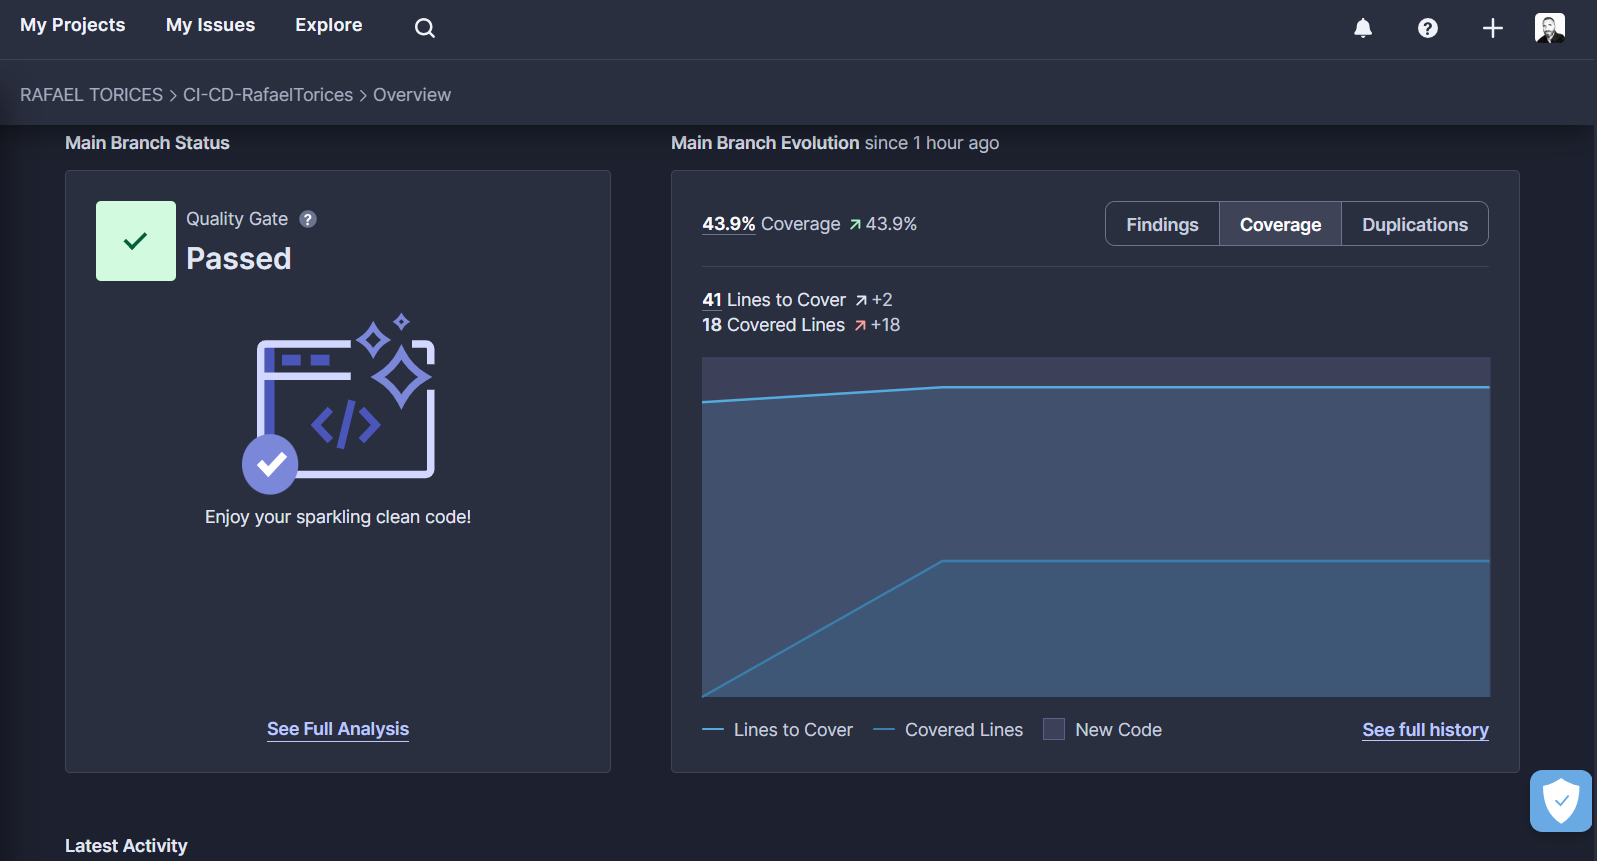 My Projects My Issues Explore
RAFAEL TORICES > CI-CD-RafaelTorices > Overview
Main Branch Status
Quality Gate ?
Passed
</>
Enjoy your sparkling clean code!
See Full Analysis
Main Branch Evolution since 1 hour ago
43.9% Coverage 43.9%
Findings Coverage Duplications
41 Lines to Cover +2
18 Covered Lines +18
Lines to Cover Covered Lines New Code See full history
Latest Activity